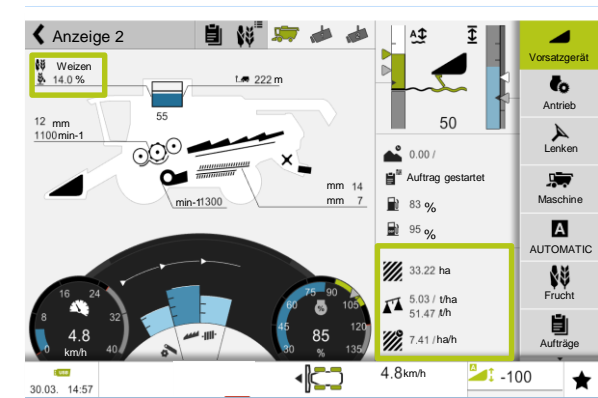 Anzeige 2
Weizen
14.0 %
222 m
55
12 mm
1100 min-1
min-11300
mm 14
mm 7
50
0.00 /
Auftrag gestartet
83 %
95 %
33.22 ha
5.03 / t/ha
51.47 /t/h
7.41 / ha/h
8
16
24
32
0
40
4.8
km/h
30
45
60
75
90
105
120
135
85
%
Vorsatzgerät
Antrieb
Lenken
Maschine
A
AUTOMATIC
Frucht
Aufträge
30.03. 14:57
4.8 km/h
A
-100